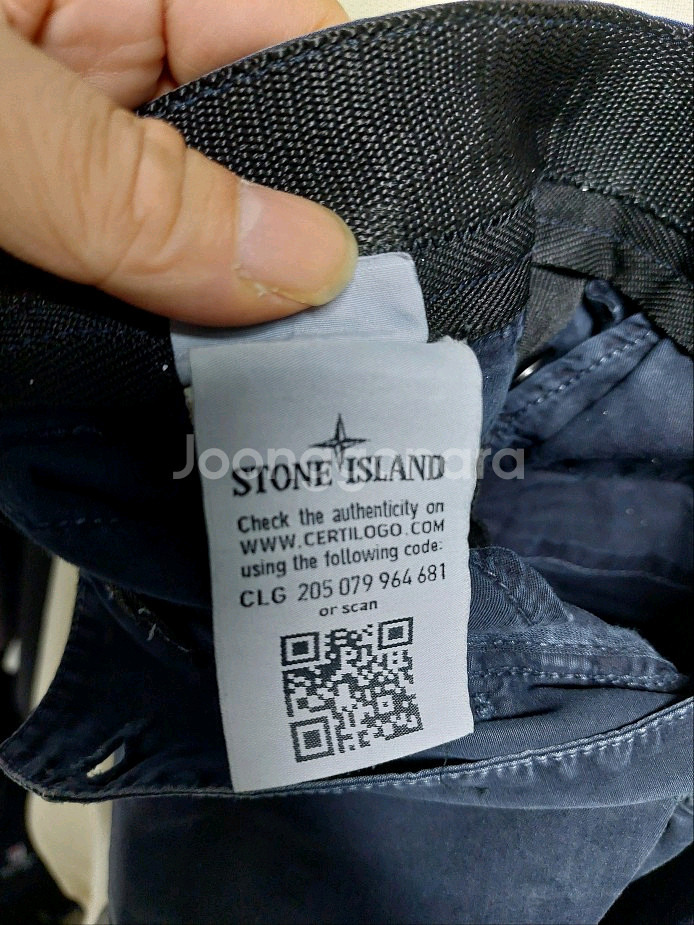 STONE ISLAND
Joonggonara
Check the authenticity on
WWW.CERTILOGO.COM
using the following code:
CLG 205 079 964 681
or scan